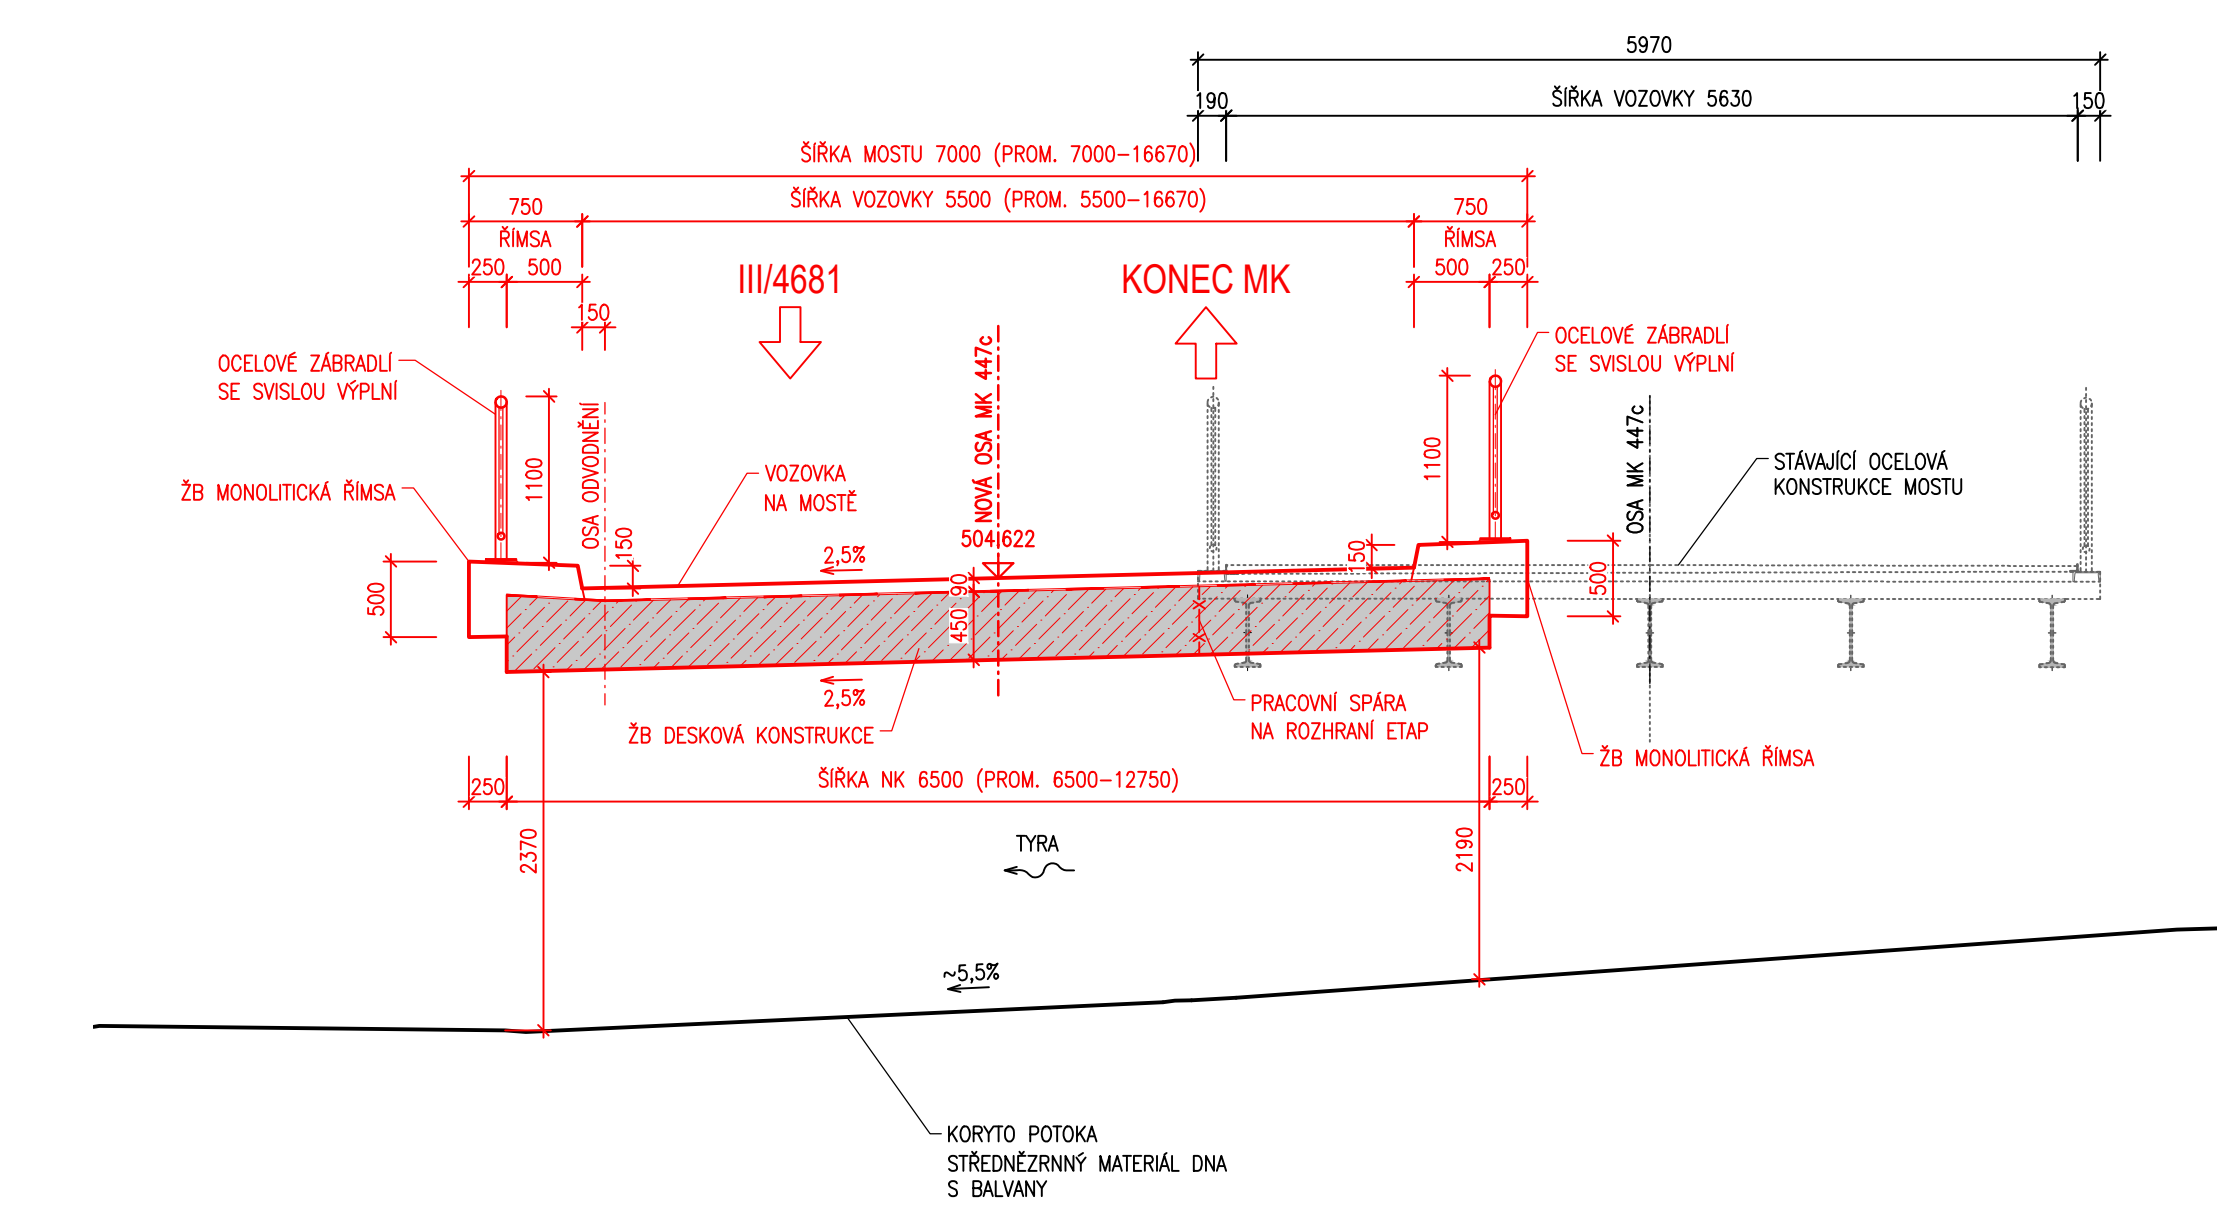 5970
190
ŠÍŘKA VOZOVKY 5630
150
ŠÍŘKA MOSTU 7000 (PROM. 7000-16670)
ŠÍŘKA VOZOVKY 5500 (PROM. 5500-16670)
750
750
ŘÍMSA
ŘÍMSA
250
500
500
250
III/4681
KONEC MK
150
OCELOVÉ ZÁBRADLÍ
SE SVISLOU VÝPLNÍ
OCELOVÉ ZÁBRADLÍ
SE SVISLOU VÝPLNÍ
NOVÁ OSA MK 447c
OSA ODVODNĚNÍ
OSA MK 447c
1100
1100
STÁVAJÍCÍ OCELOVÁ
KONSTRUKCE MOSTU
VOZOVKA
NA MOSTĚ
ŽB MONOLITICKÁ ŘÍMSA
504,622
150
2,5%
150
90
450
500
500
2,5%
ŽB DESKOVÁ KONSTRUKCE
PRACOVNÍ SPÁRA
NA ROZHRANÍ ETAP
ŽB MONOLITICKÁ ŘÍMSA
250
ŠÍŘKA NK 6500 (PROM. 6500-12750)
250
2370
TYRA
2190
~5,5%
KORYTO POTOKA
STŘEDNĚZRNNÝ MATERIÁL DNA
S BALVANY